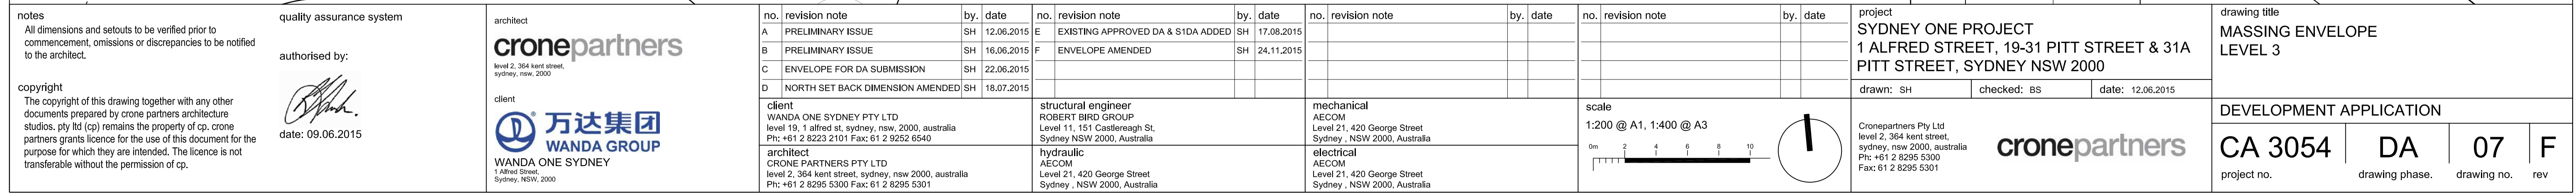 notes
All dimensions and setouts to be verified prior to
commencement, omissions or discrepancies to be notified
to the architect.
copyright
The copyright of this drawing together with any other
documents prepared by crone partners architecture
studios. pty ltd (cp) remains the property of cp. crone
partners grants licence for the use of this document for the
purpose for which they are intended. The licence is not
transferable without the permission of cp.
quality assurance system
authorised by:
date: 09.06.2015
architect
cronepartners
level 2, 364 kent street,
sydney, nsw, 2000
client
万达集团
WANDA GROUP
WANDA ONE SYDNEY
1 Alfred Street,
Sydney, NSW, 2000
no. revision note by. date
A PRELIMINARY ISSUE SH 12.06.2015
B PRELIMINARY ISSUE SH 16.06.2015
C ENVELOPE FOR DA SUBMISSION SH 22.06.2015
D NORTH SET BACK DIMENSION AMENDED SH 18.07.2015
no. revision note by. date
E EXISTING APPROVED DA & S1DA ADDED SH 17.08.2015
F ENVELOPE AMENDED SH 24.11.2015
no. revision note by. date
no. revision note by. date
client
WANDA ONE SYDNEY PTY LTD
level 19, 1 alfred st, sydney, nsw, 2000, australia
Ph: +61 2 8223 2101 Fax: 61 2 9252 6540
architect
CRONE PARTNERS PTY LTD
level 2, 364 kent street, sydney, nsw 2000, australia
Ph: +61 2 8295 5300 Fax: 61 2 8295 5301
structural engineer
ROBERT BIRD GROUP
Level 11, 151 Castlereagh St,
Sydney NSW 2000, Australia
hydraulic
AECOM
Level 21, 420 George Street
Sydney , NSW 2000, Australia
mechanical
AECOM
Level 21, 420 George Street
Sydney , NSW 2000, Australia
electrical
AECOM
Level 21, 420 George Street
Sydney , NSW 2000, Australia
scale
1:200 @ A1, 1:400 @ A3
0m 2 4 6 8 10
project
SYDNEY ONE PROJECT
1 ALFRED STREET, 19-31 PITT STREET & 31A
PITT STREET, SYDNEY NSW 2000
drawn: SH checked: BS date: 12.06.2015
Cronepartners Pty Ltd
level 2, 364 kent street,
sydney, nsw 2000, australia
Ph: +61 2 8295 5300
Fax: 61 2 8295 5301
cronepartners
drawing title
MASSING ENVELOPE
LEVEL 3
DEVELOPMENT APPLICATION
CA 3054 DA 07 F
project no. drawing phase. drawing no. rev